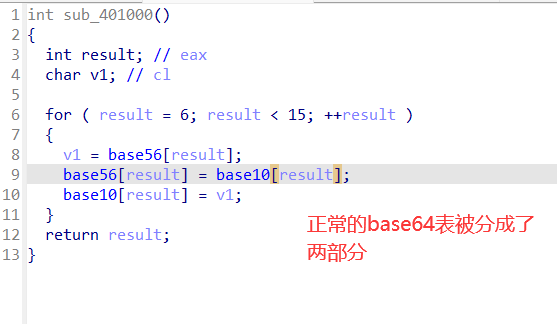 1 int sub_401000()
2 {
3   int result; // eax
4   char v1; // cl
5
6   for ( result = 6; result < 15; ++result )
7   {
8     v1 = base56[result];
9     base56[result] = base10[result];
10     base10[result] = v1;
11   }
12   return result;
13 }
正常的base64表被分成了
两部分